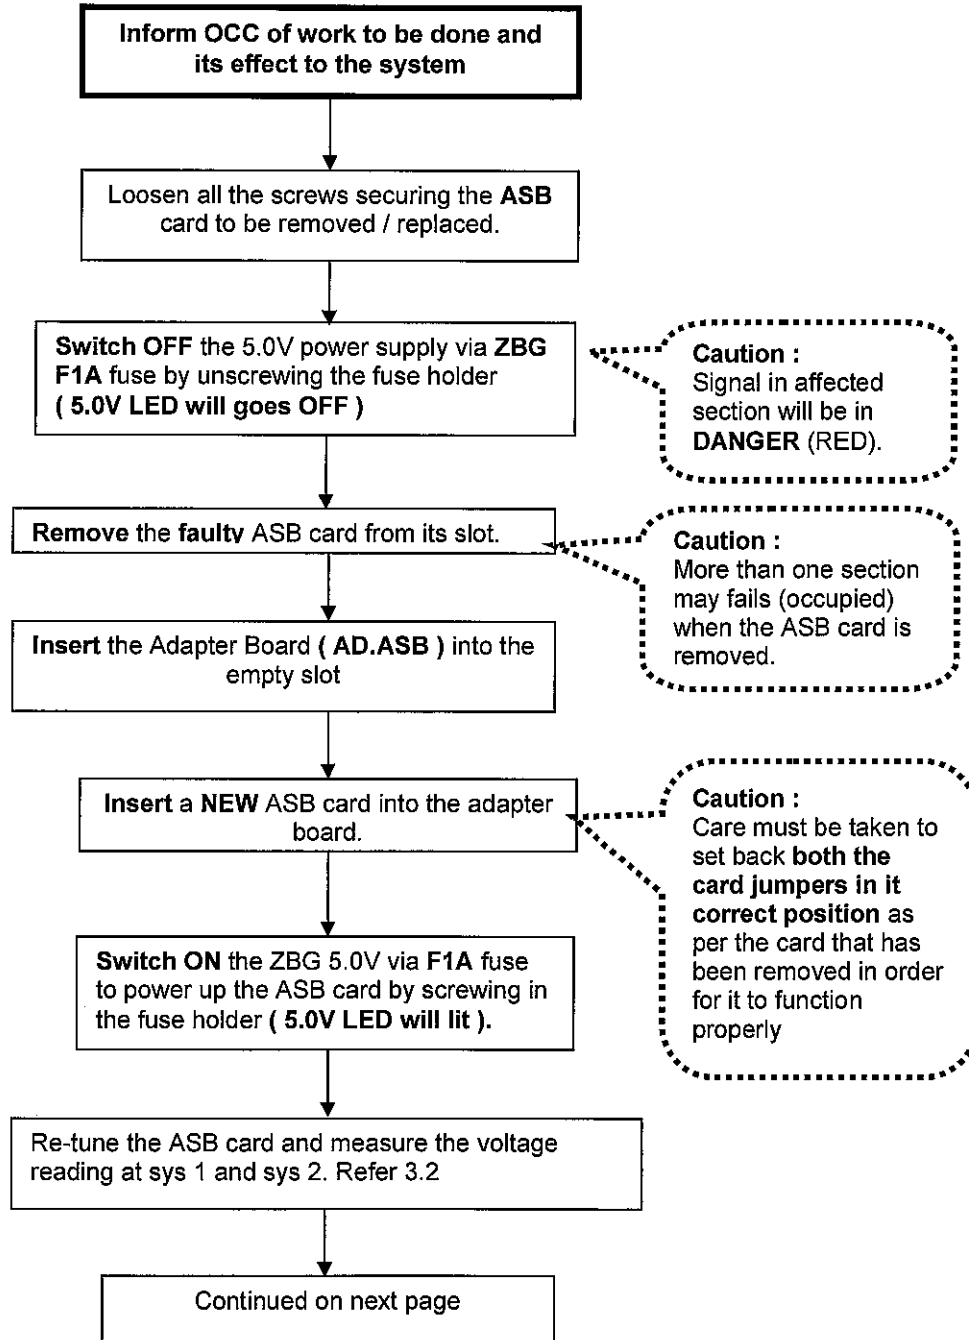 Inform OCC of work to be done and
its effect to the system
Loosen all the screws securing the ASB
card to be removed / replaced.
Switch OFF the 5.0V power supply via ZBG
F1A fuse by unscrewing the fuse holder
( 5.0V LED will goes OFF )
Caution :
Signal in affected
section will be in
DANGER (RED).
Remove the faulty ASB card from its slot.
Caution :
More than one section
may fails (occupied)
when the ASB card is
removed.
Insert the Adapter Board ( AD.ASB ) into the
empty slot
Insert a NEW ASB card into the adapter
board.
Caution :
Care must be taken to
set back both the
card jumpers in it
correct position as
per the card that has
been removed in order
for it to function
properly
Switch ON the ZBG 5.0V via F1A fuse
to power up the ASB card by screwing in
the fuse holder ( 5.0V LED will lit ).
Re-tune the ASB card and measure the voltage
reading at sys 1 and sys 2. Refer 3.2
Continued on next page